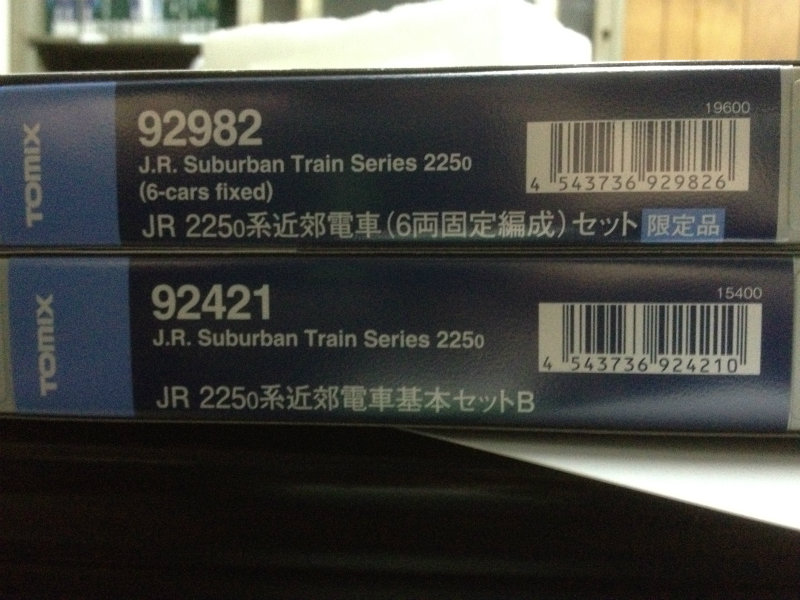 TOMIX
92982
J.R. Suburban Train Series 2250
(6-cars fixed)
JR 2250系近郊電車(6両固定編成)セット 限定品
19600
4 543736 929826
TOMIX
92421
J.R. Suburban Train Series 2250
JR 2250系近郊電車基本セットB
15400
4 543736 924210